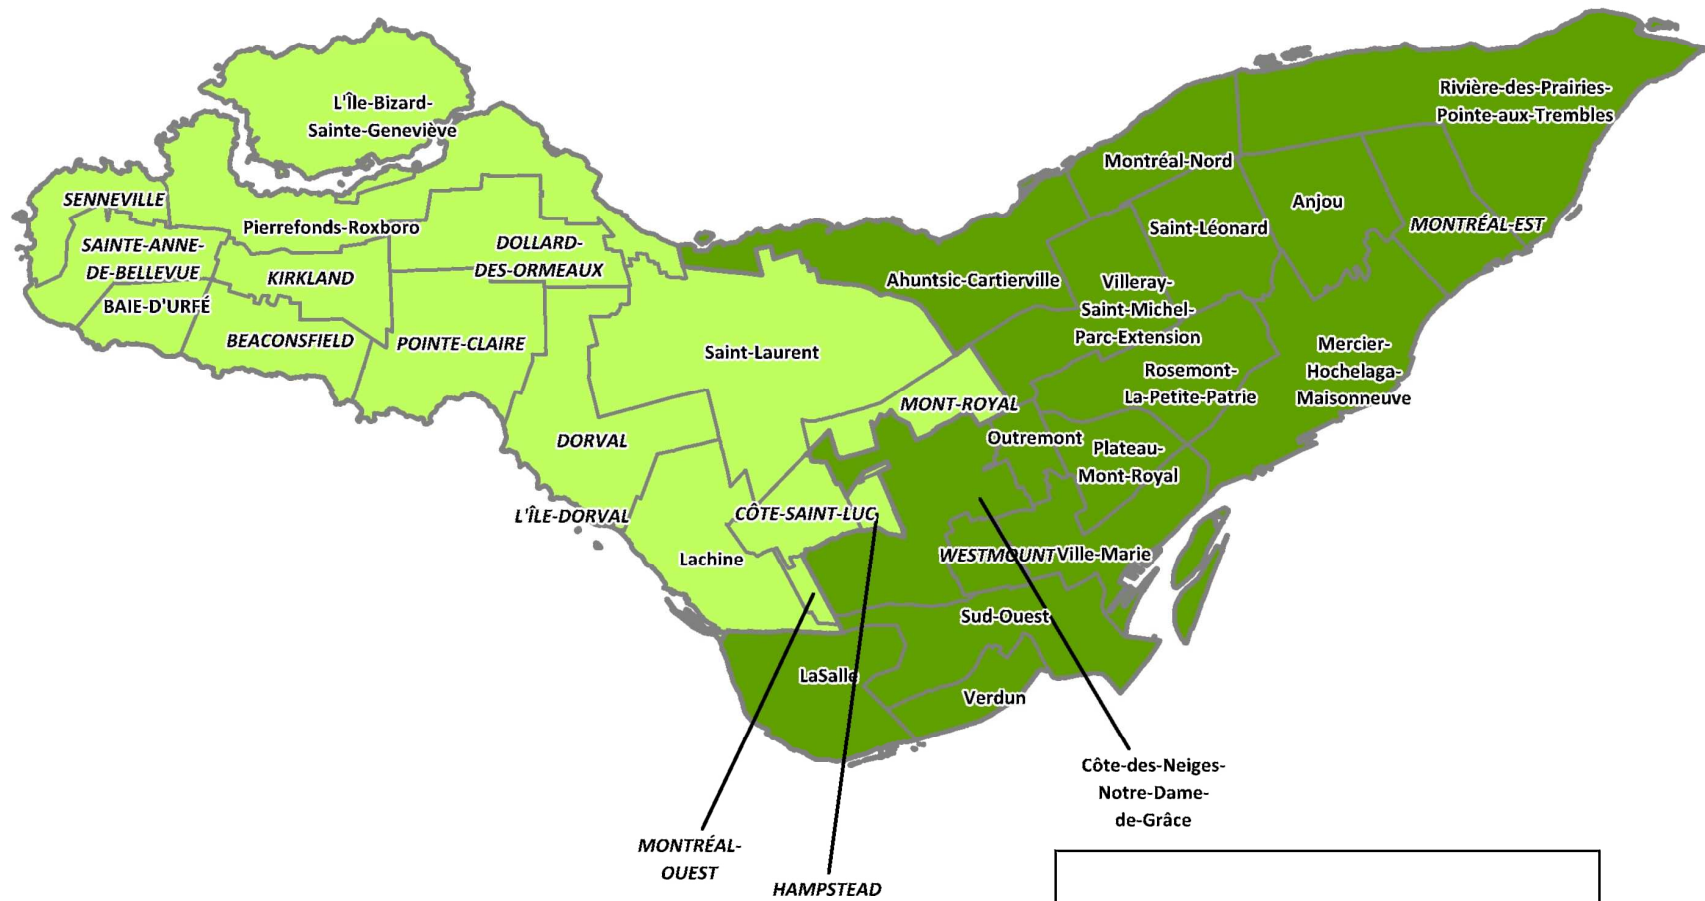 L'Île-Bizard-
Sainte-Geneviève
Rivière-des-Prairies-
Pointe-aux-Trembles
Montréal-Nord
SENNEVILLE
Anjou
Pierrefonds-Roxboro
Saint-Léonard
MONTRÉAL-EST
SAINTE-ANNE-
DE-BELLEVUE
DOLLARD-
DES-ORMEAUX
KIRKLAND
Ahuntsic-Cartierville
Villeray-
Saint-Michel-
Parc-Extension
BAIE-D'URFÉ
BEACONSFIELD
POINTE-CLAIRE
Saint-Laurent
Mercier-
Hochelaga-
Maisonneuve
Rosemont-
La-Petite-Patrie
MONT-ROYAL
DORVAL
Outremont
Plateau-
Mont-Royal
L'ÎLE-DORVAL
CÔTE-SAINT-LUC
Lachine
WESTMOUNT
Ville-Marie
Sud-Ouest
LaSalle
Verdun
Côte-des-Neiges-
Notre-Dame-
de-Grâce
MONTRÉAL-
OUEST
HAMPSTEAD